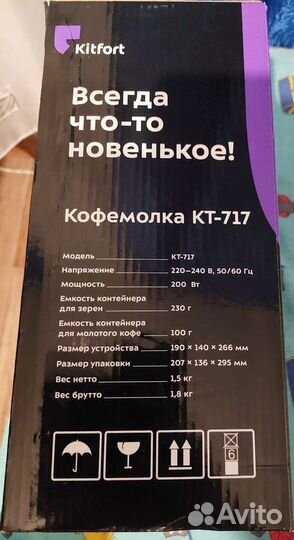 Kitfort
Всегда
что-то
новенькое!
Кофемолка КТ-717
Модель КТ-717
Напряжение 220–240 В, 50/60 Гц
Мощность 200 Вт
Емкость контейнера
для зерен 230 г
Емкость контейнера
для молотого кофе 100 г
Размер устройства 190 × 140 × 266 мм
Размер упаковки 207 × 136 × 295 мм
Вес нетто 1,5 кг
Вес брутто 1,8 кг
6
Avito